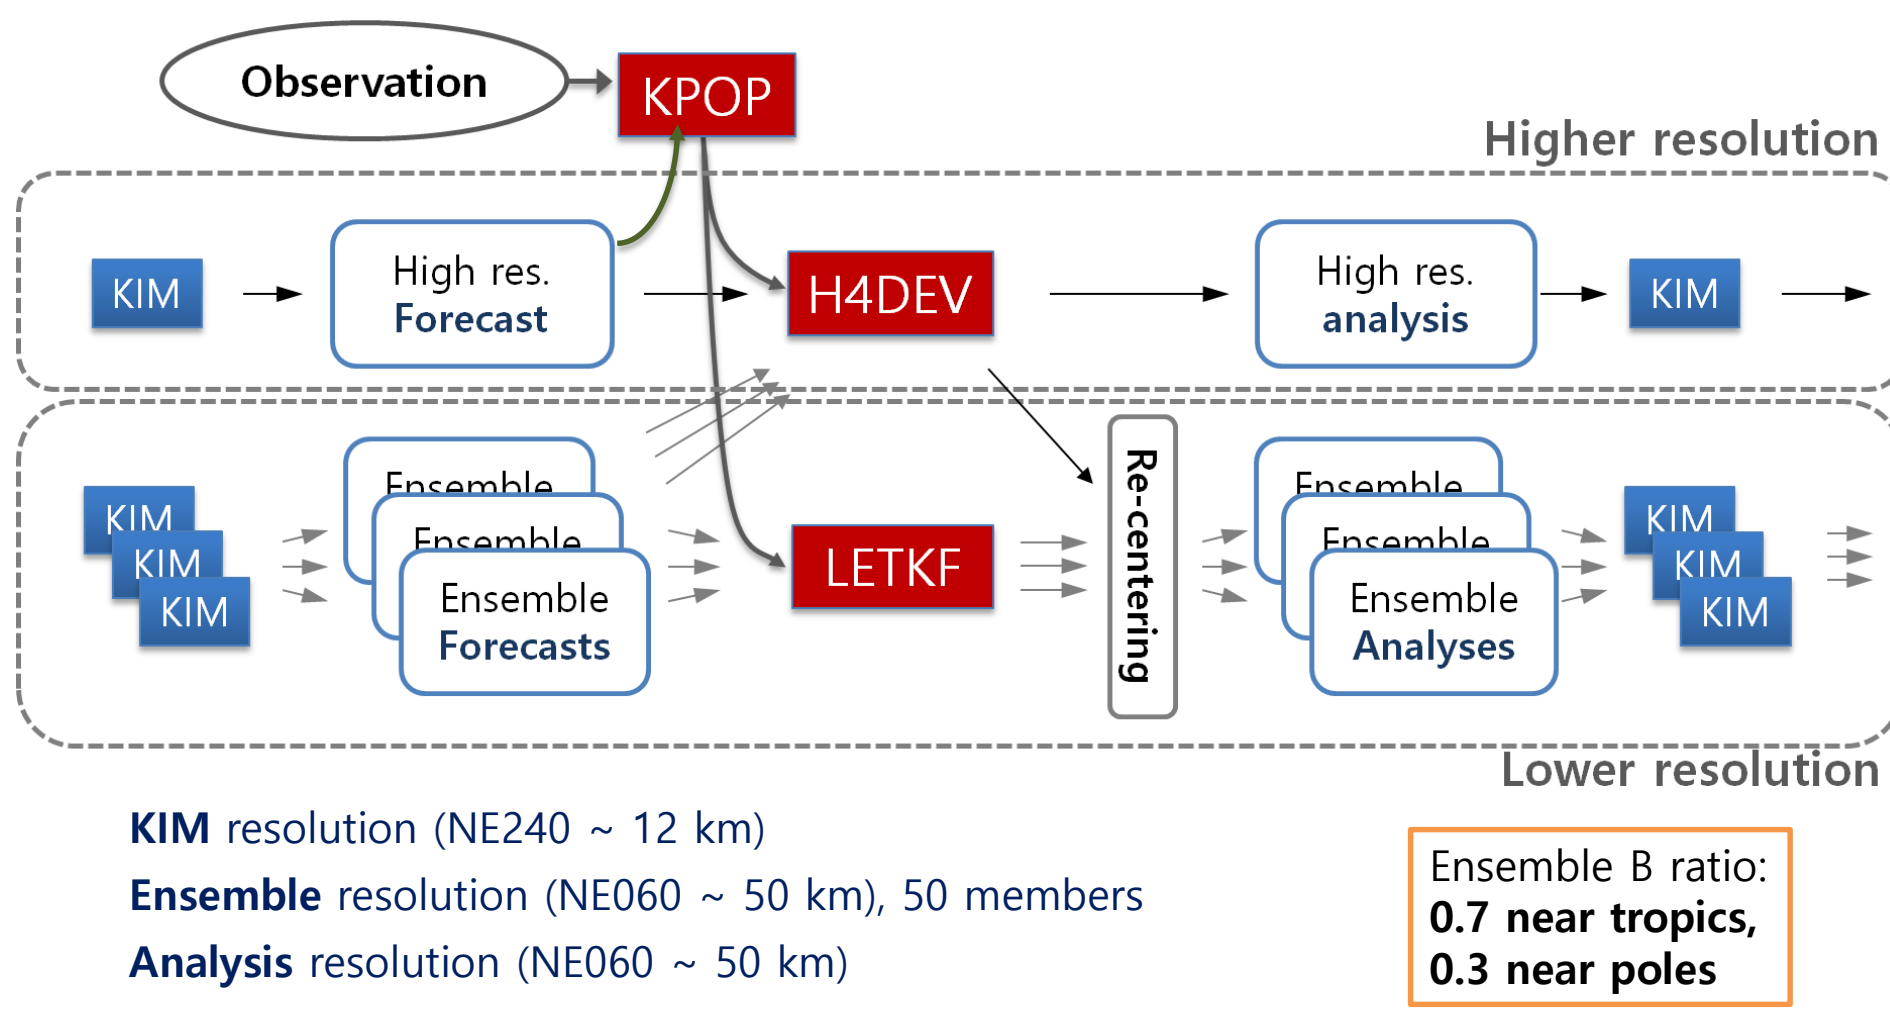 Observation
KPOP
Higher resolution
KIM
High res.
Forecast
H4DEV
High res.
analysis
KIM
KIM
KIM
KIM
Ensemble
Ensemble
Ensemble
Forecasts
LETKF
Re-centering
Ensemble
Ensemble
Ensemble
Analyses
KIM
KIM
KIM
Lower resolution
KIM resolution (NE240 ~ 12 km)
Ensemble resolution (NE060 ~ 50 km), 50 members
Analysis resolution (NE060 ~ 50 km)
Ensemble B ratio:
0.7 near tropics,
0.3 near poles